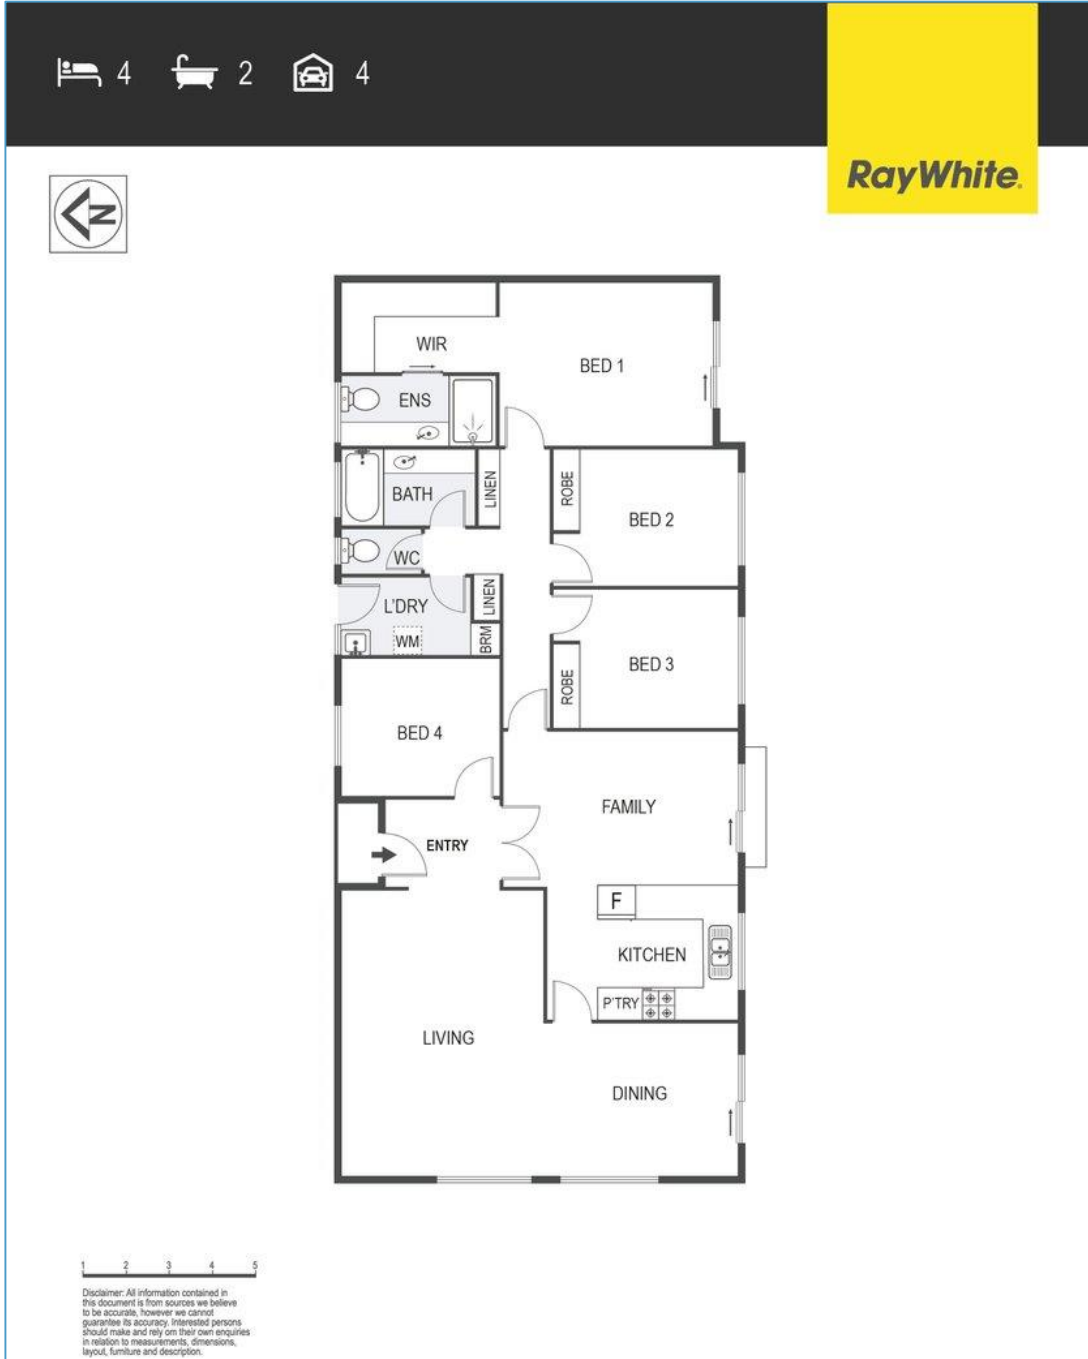 4 2 4
RayWhite.
N
WIR
BED 1
ENS
LINEN
ROBE
BATH
BED 2
WC
L'DRY
LINEN
WM
BRM
BED 3
ROBE
BED 4
FAMILY
ENTRY
F
KITCHEN
P'TRY
LIVING
DINING
1 2 3 4 5
Disclaimer: All information contained in
this document is from sources we believe
to be accurate, however we cannot
guarantee its accuracy. Interested persons
should make and rely om their own enquiries
in relation to measurements, dimensions,
layout, furniture and description.